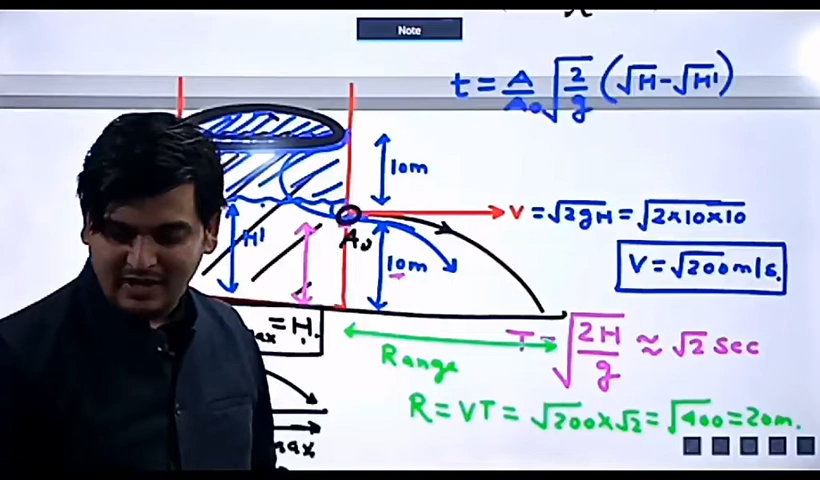 Note
t = A/A₀ √(2/g) (√H - √H')
10m
V = √2gH = √2×10×10
H'
A₀
10m
V = √200 m/s.
max = H.
T = √(2H/g) ≈ √2 sec
Range
R = VT = √200 × √2 = √400 = 20m.
max